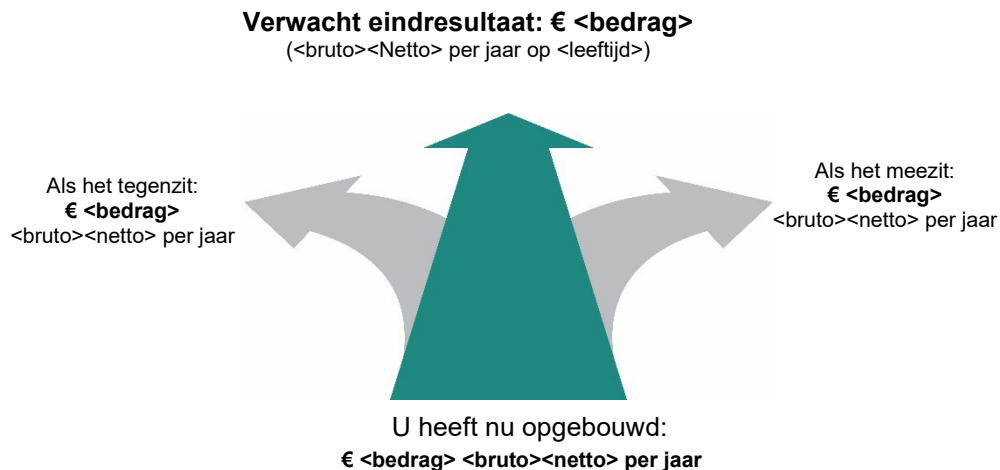 Verwacht eindresultaat: € <bedrag>
(<bruto><Netto> per jaar op <leeftijd>)
Als het tegenzit:
€ <bedrag>
<bruto><netto> per jaar
Als het meezit:
€ <bedrag>
<bruto><netto> per jaar
U heeft nu opgebouwd:
€ <bedrag> <bruto><netto> per jaar